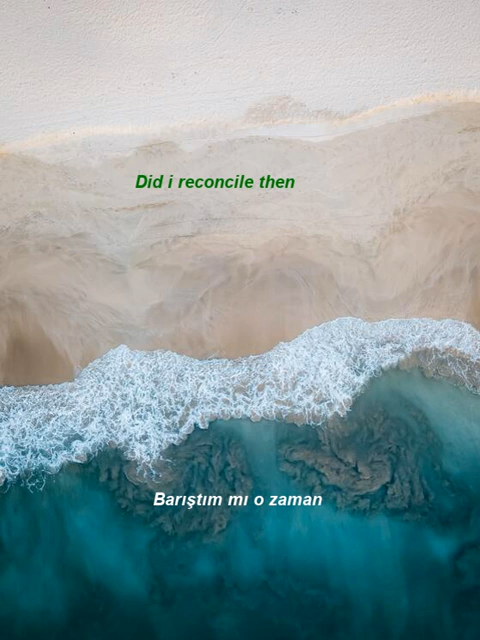 Did i reconcile then
Barıştım mı o zaman